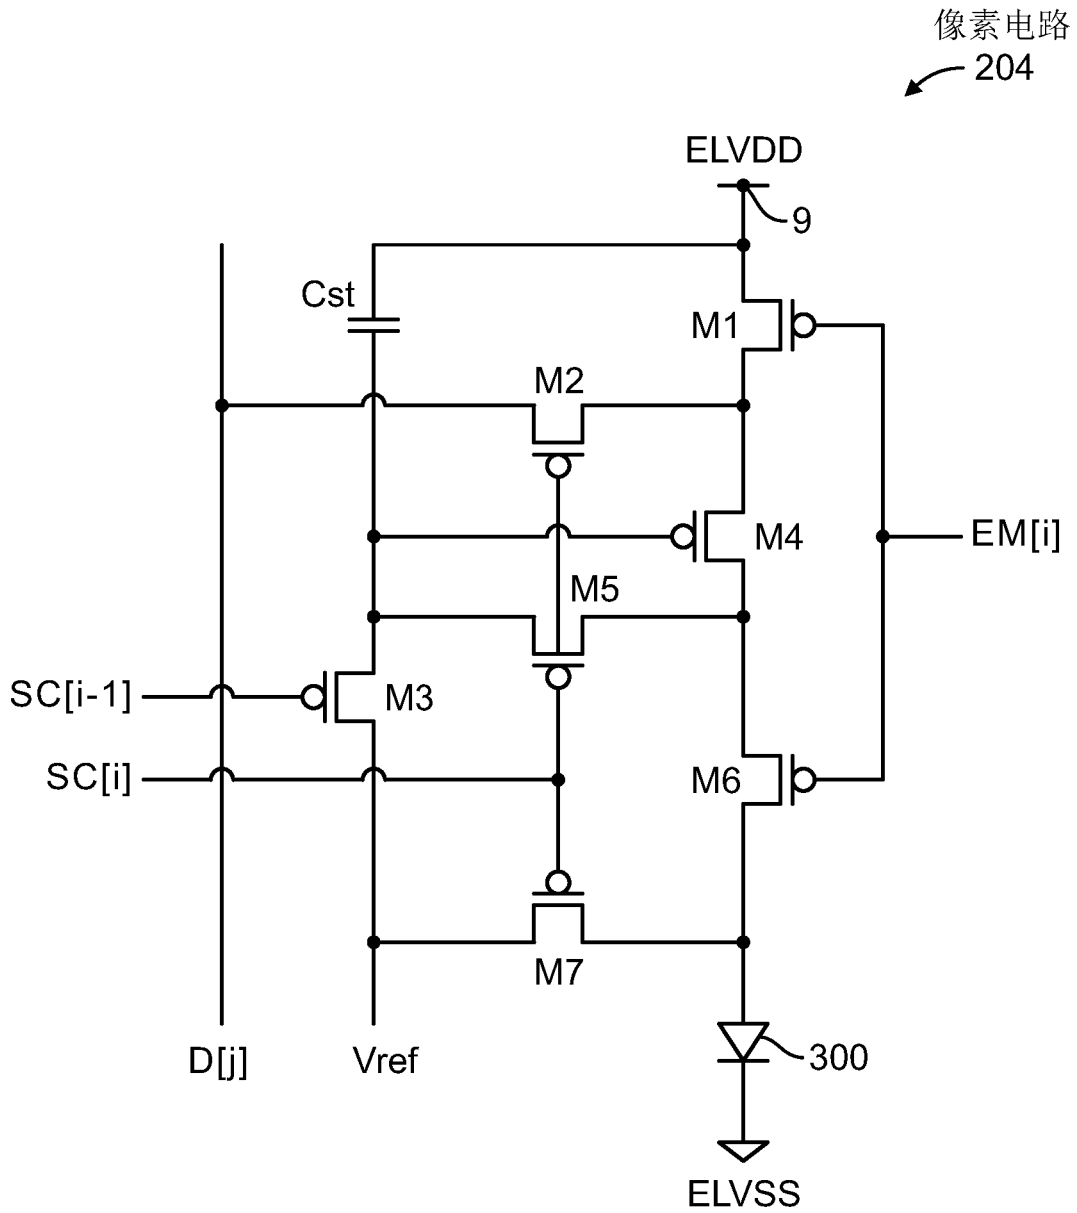 像素电路
204
ELVDD
9
Cst
M1
M2
M4
EM[i]
M5
SC[i-1]
M3
SC[i]
M6
M7
D[j]
Vref
300
ELVSS